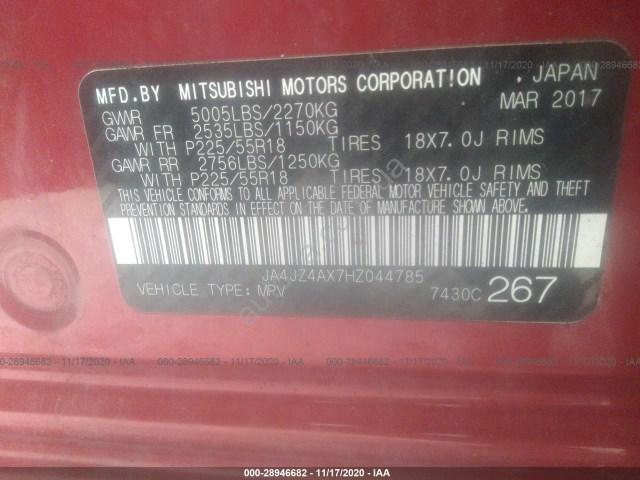 MFD.BY MITSUBISHI MOTORS CORPORAT!ON . JAPAN
GVWR 5005LBS/2270KG MAR 2017
GAWR FR 2535LBS/1150KG
WITH P225/55R18 TIRES 18X7.0J RIMS
GAWR RR 2756LBS/1250KG
WITH P225/55R18 TIRES 18X7.0J RIMS
THIS VEHICLE CONFORMS TO ALL APPLICABLE FEDERAL MOTOR VEHICLE SAFETY AND THEFT
PREVENTION STANDARDS IN EFFECT ON THE DATE OF MANUFACTURE SHOWN ABOVE.
JA4JZ4AX7HZ044785
VEHICLE TYPE: MPV 7430C 267
000-28946682 - 11/17/2020 - IAA